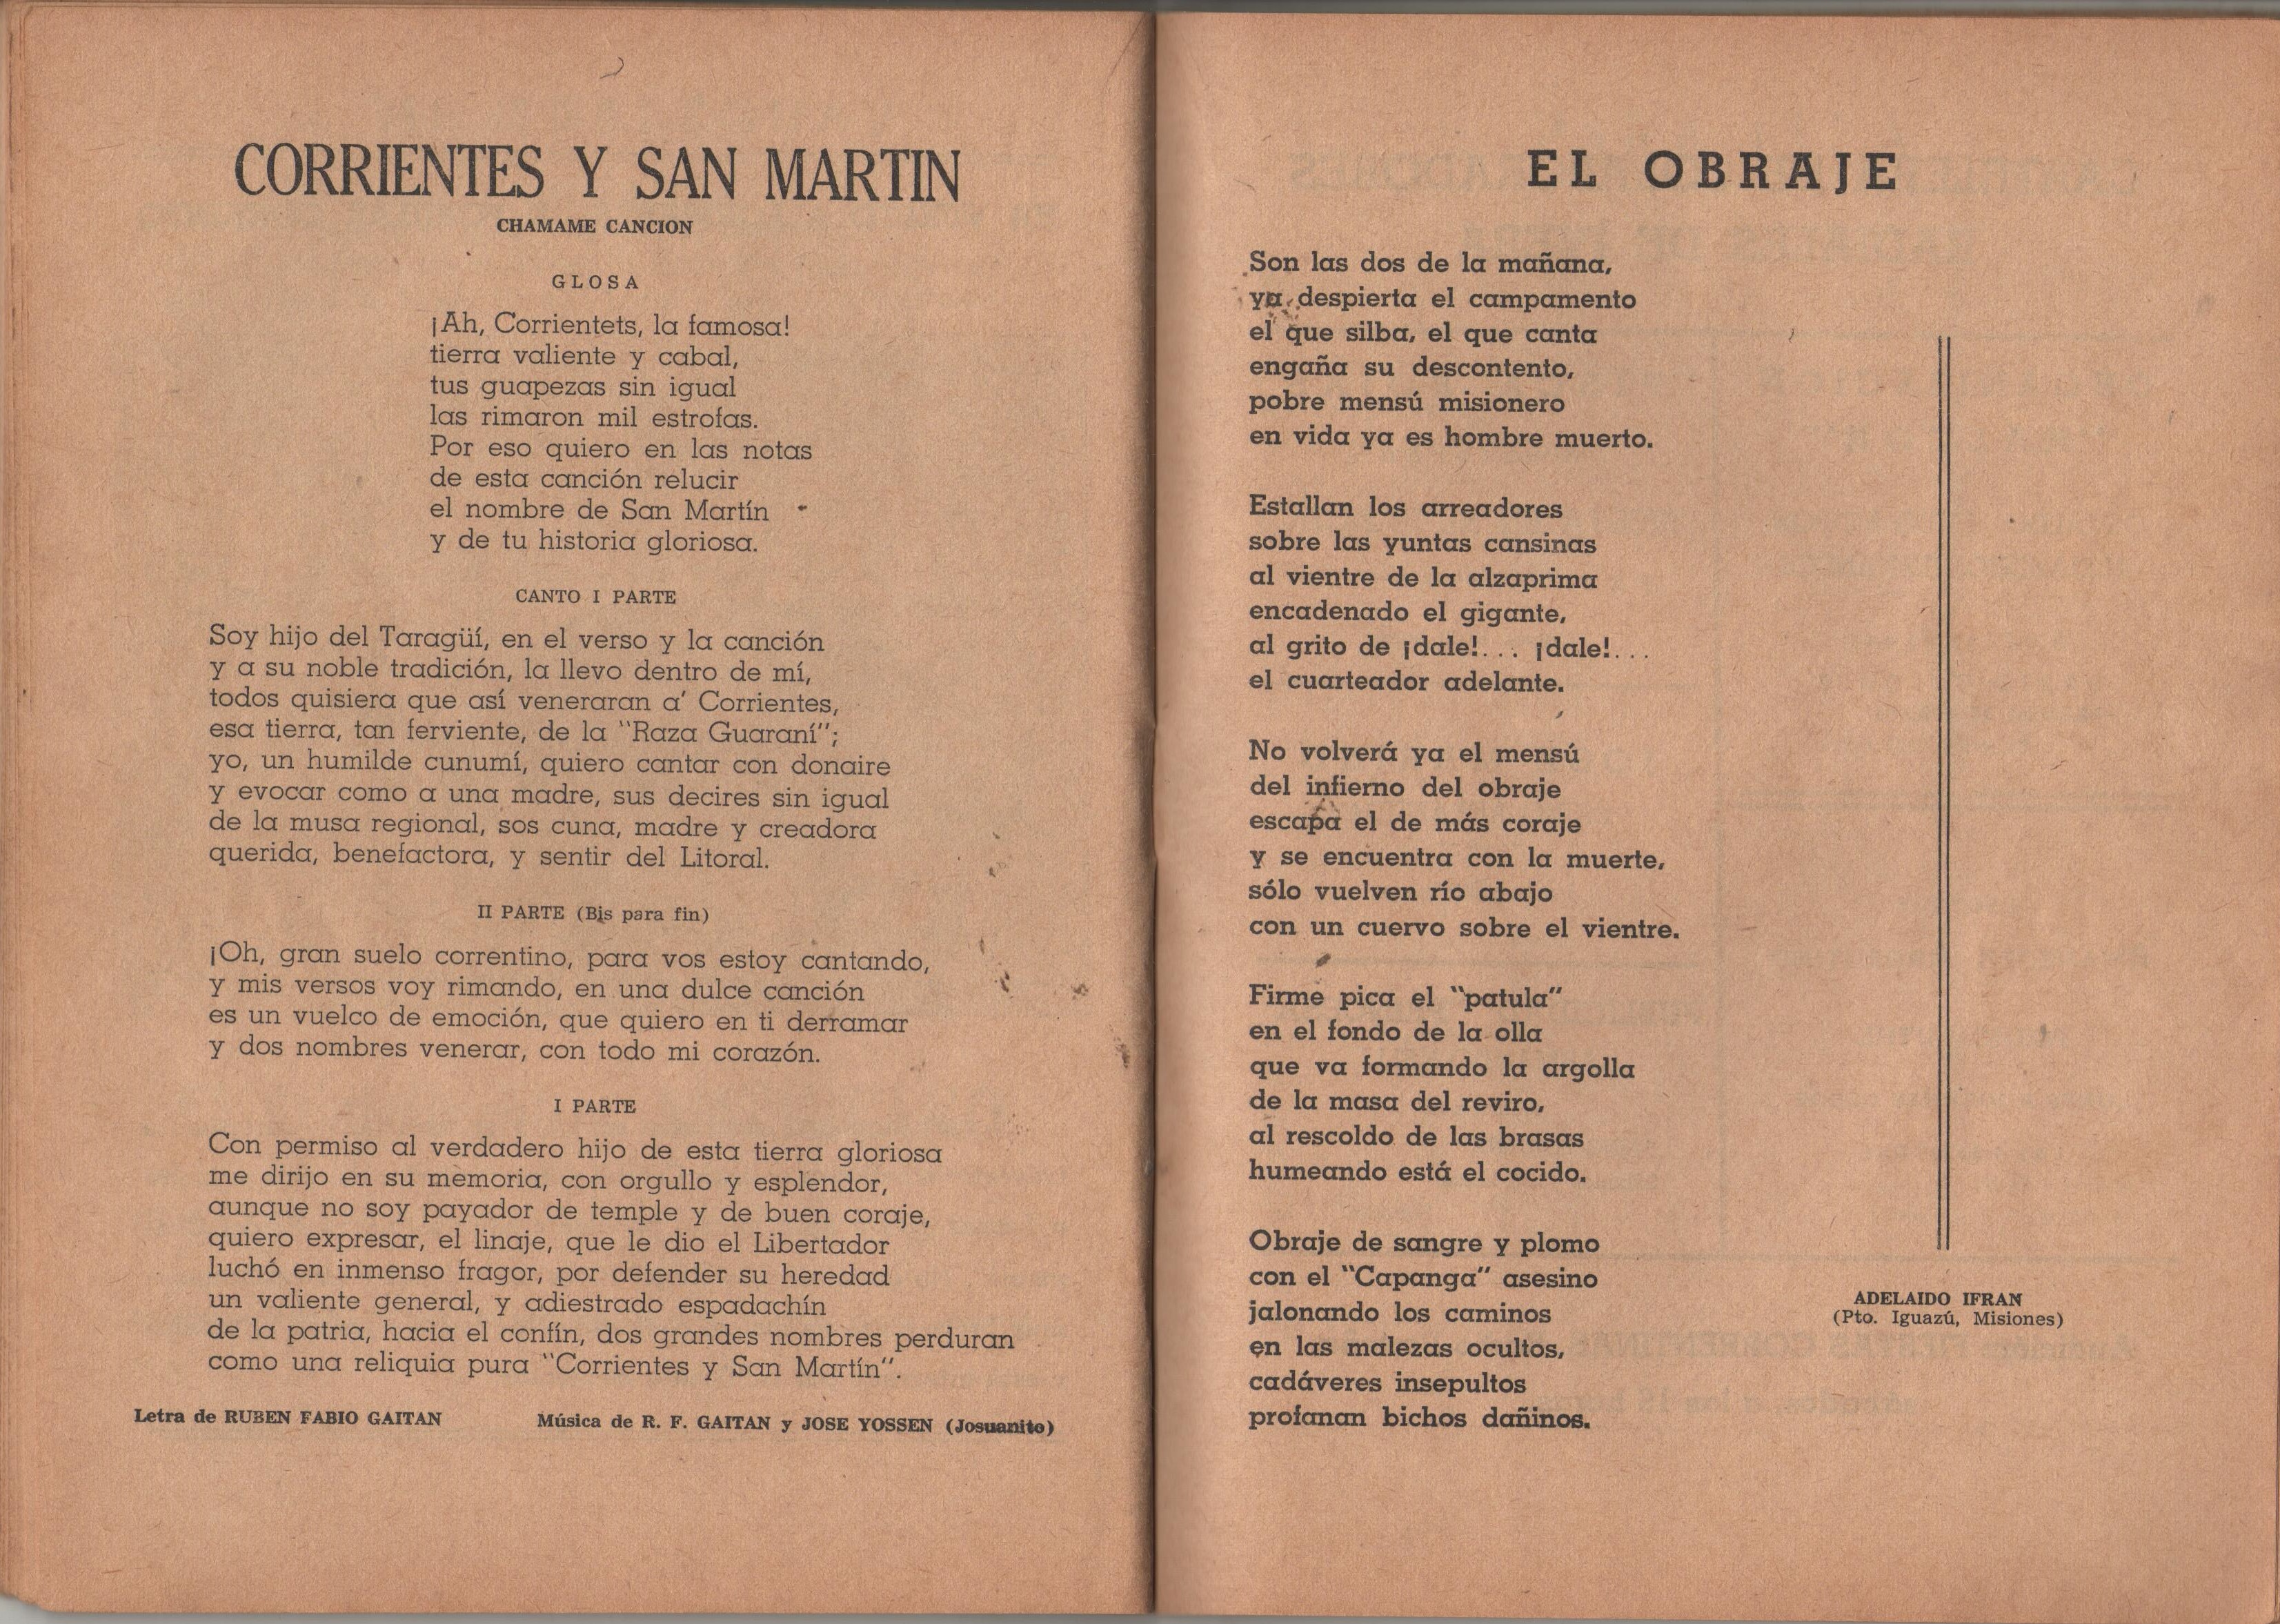 CORRIENTES Y SAN MARTIN
CHAMAME CANCION
GLOSA
¡Ah, Corrientets, la famosa!
tierra valiente y cabal,
tus guapezas sin igual
las rimaron mil estrofas.
Por eso quiero en las notas
de esta canción relucir
el nombre de San Martín
y de tu historia gloriosa.
CANTO I PARTE
Soy hijo del Taragüí, en el verso y la canción
y a su noble tradición, la llevo dentro de mí,
todos quisiera que así veneraran a' Corrientes,
esa tierra, tan ferviente, de la "Raza Guaraní";
yo, un humilde cunumí, quiero cantar con donaire
y evocar como a una madre, sus decires sin igual
de la musa regional, sos cuna, madre y creadora
querida, benefactora, y sentir del Litoral.
II PARTE (Bis para fin)
¡Oh, gran suelo correntino, para vos estoy cantando,
y mis versos voy rimando, en una dulce canción
es un vuelco de emoción, que quiero en ti derramar
y dos nombres venerar, con todo mi corazón.
I PARTE
Con permiso al verdadero hijo de esta tierra gloriosa
me dirijo en su memoria, con orgullo y esplendor,
aunque no soy payador de temple y de buen coraje,
quiero expresar, el linaje, que le dio el Libertador
luchó en inmenso fragor, por defender su heredad
un valiente general, y adiestrado espadachín
de la patria, hacia el confín, dos grandes nombres perduran
como una reliquia pura "Corrientes y San Martín".
Letra de RUBEN FABIO GAITAN Música de R. F. GAITAN y JOSE YOSSEN (Josuanito)
EL OBRAJE
Son las dos de la mañana,
ya despierta el campamento
el que silba, el que canta
engaña su descontento,
pobre mensú misionero
en vida ya es hombre muerto.
Estallan los arreadores
sobre las yuntas cansinas
al vientre de la alzaprima
encadenado el gigante,
al grito de ¡dale!... ¡dale!...
el cuarteador adelante.
No volverá ya el mensú
del infierno del obraje
escapa el de más coraje
y se encuentra con la muerte,
sólo vuelven río abajo
con un cuervo sobre el vientre.
Firme pica el "patula"
en el fondo de la olla
que va formando la argolla
de la masa del reviro,
al rescoldo de las brasas
humeando está el cocido.
Obraje de sangre y plomo
con el "Capanga" asesino
jalonando los caminos
en las malezas ocultos,
cadáveres insepultos
profanan bichos dañinos.
ADELAIDO IFRAN
(Pto. Iguazú, Misiones)